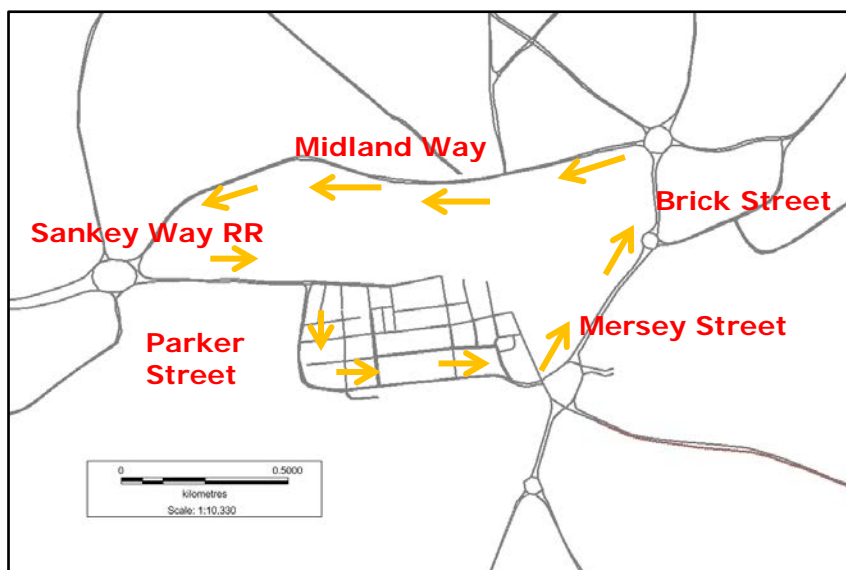 Midland Way
Brick Street
Sankey Way RR
Mersey Street
Parker
Street
0 0.5000
kilometres
Scale: 1:10,330